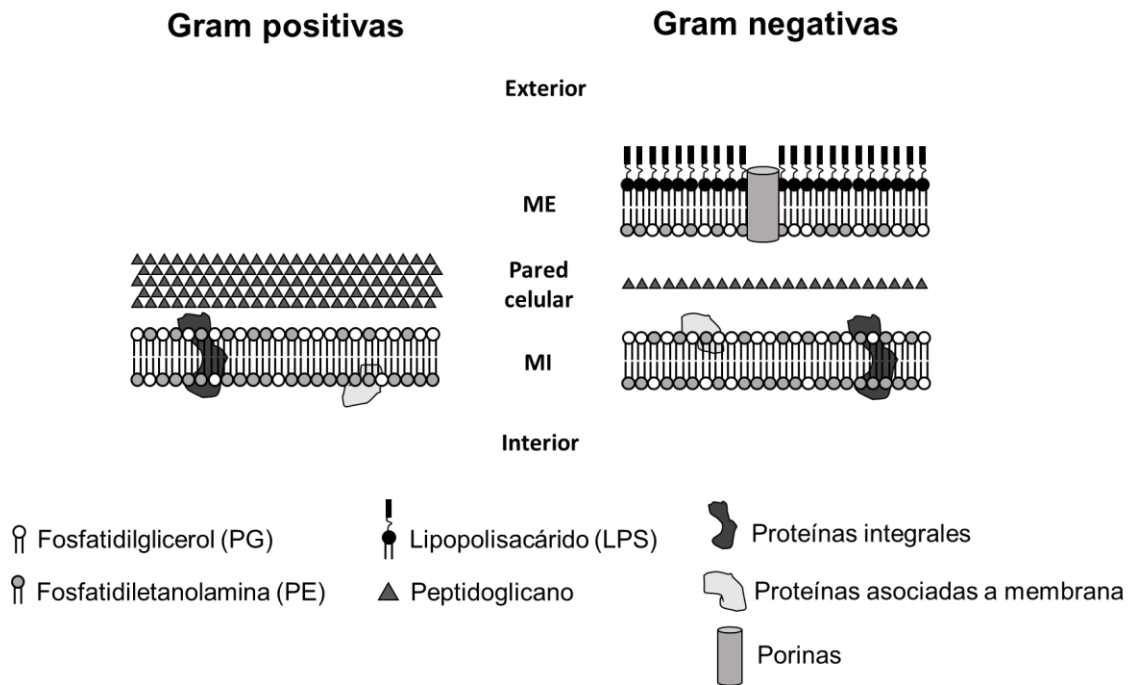 Gram positivas
Gram negativas
Exterior
ME
Pared
celular
MI
Interior
Fosfatidilglicerol (PG)
Lipopolisacárido (LPS)
Proteínas integrales
Fosfatidiletanolamina (PE)
Peptidoglicano
Proteínas asociadas a membrana
Porinas